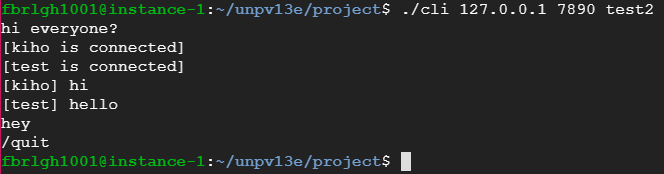 fbrlgh1001@instance-1:~/unpv13e/project$ ./cli 127.0.0.1 7890 test2
hi everyone?
[kiho is connected]
[test is connected]
[kiho] hi
[test] hello
hey
/quit
fbrlgh1001@instance-1:~/unpv13e/project$